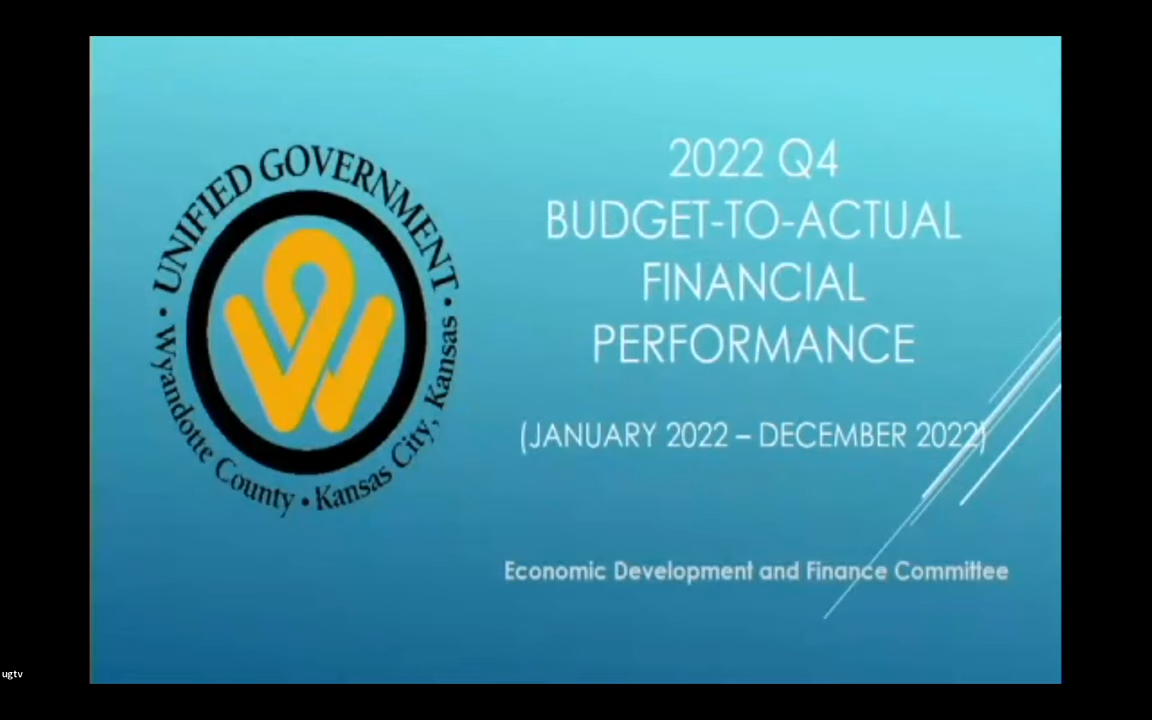 • UNIFIED GOVERNMENT •
Wyandotte County • Kansas City, Kansas
2022 Q4
BUDGET-TO-ACTUAL
FINANCIAL
PERFORMANCE
(JANUARY 2022 – DECEMBER 2022)
Economic Development and Finance Committee
ugtv